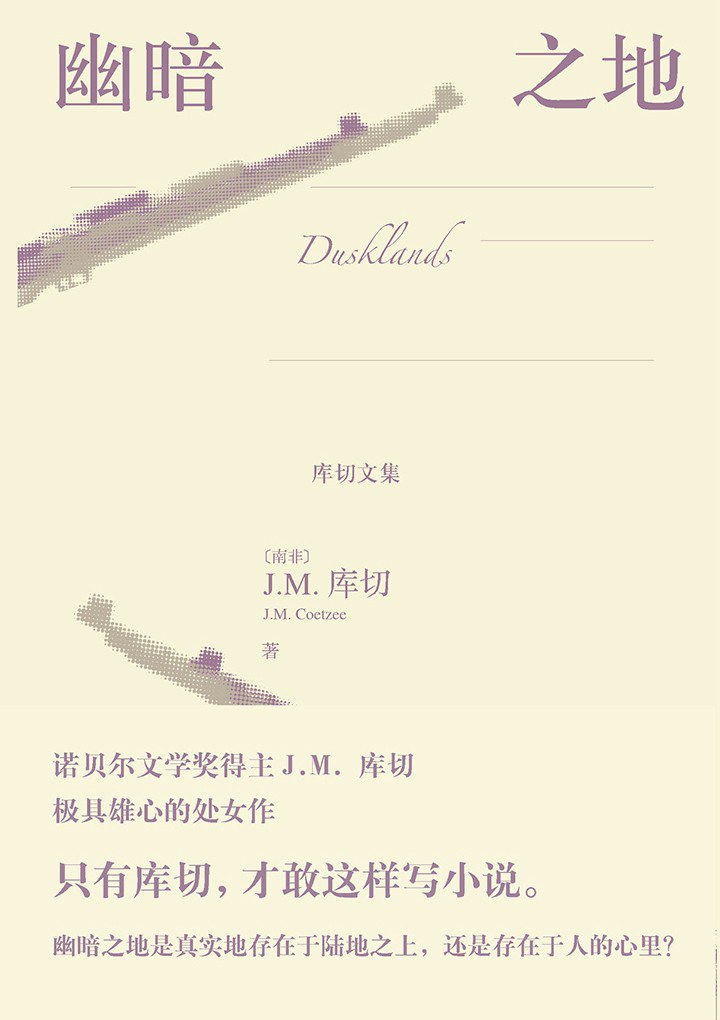 幽暗之地
Dusklands
库切文集
〔南非〕
J.M. 库切
J.M. Coetzee
著
诺贝尔文学奖得主 J.M. 库切
极具雄心的处女作
只有库切，才敢这样写小说。
幽暗之地是真实地存在于陆地之上，还是存在于人的心里？